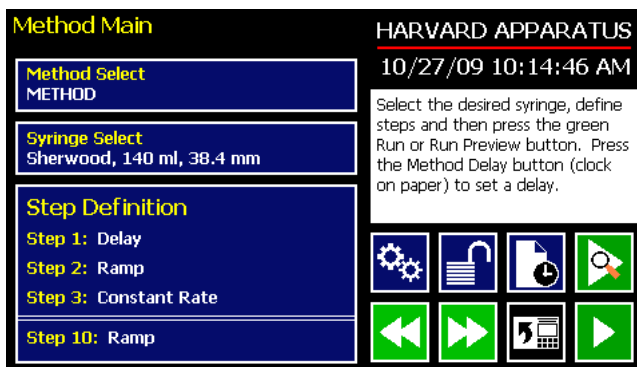 Method Main
Method Select
METHOD
Syringe Select
Sherwood, 140 ml, 38.4 mm
Step Definition
Step 1: Delay
Step 2: Ramp
Step 3: Constant Rate
Step 10: Ramp
HARVARD APPARATUS
10/27/09 10:14:46 AM
Select the desired syringe, define
steps and then press the green
Run or Run Preview button. Press
the Method Delay button (clock
on paper) to set a delay.